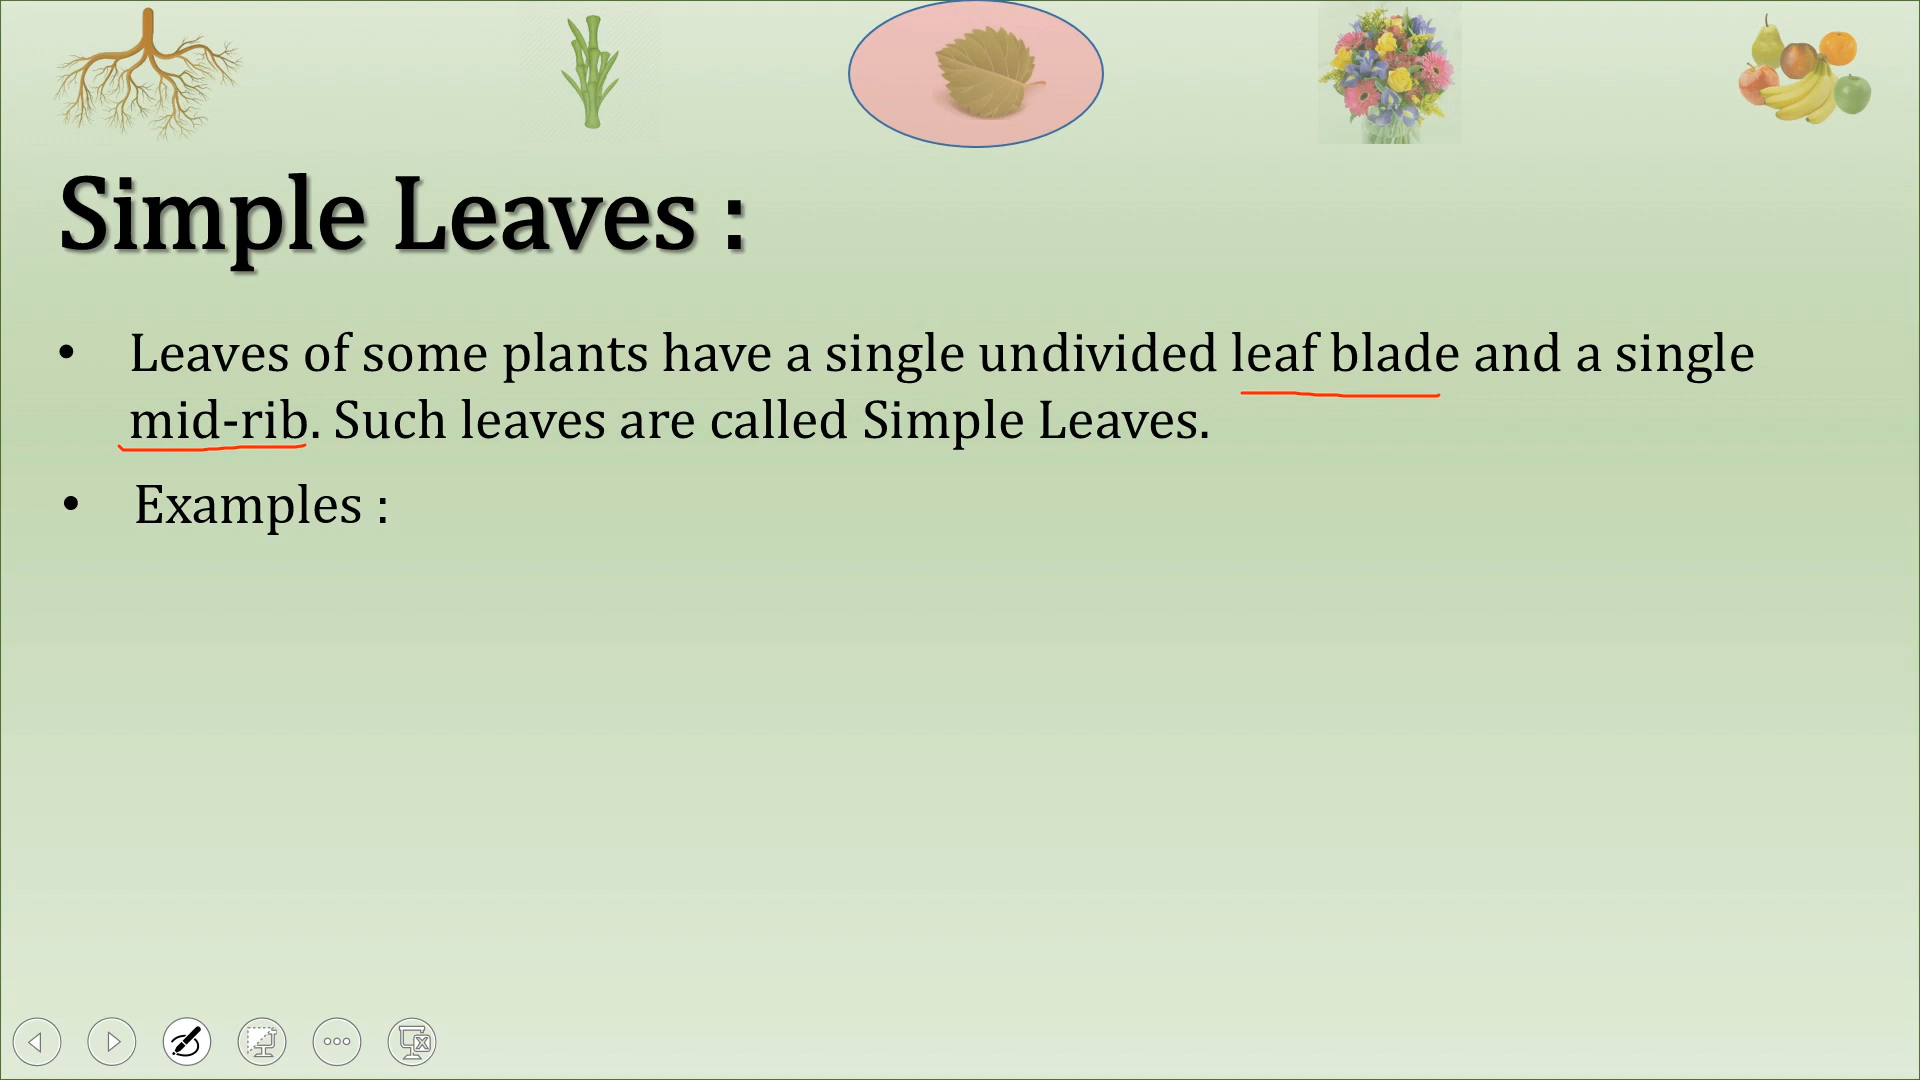 Simple Leaves :
• Leaves of some plants have a single undivided leaf blade and a single
mid-rib. Such leaves are called Simple Leaves.
• Examples :